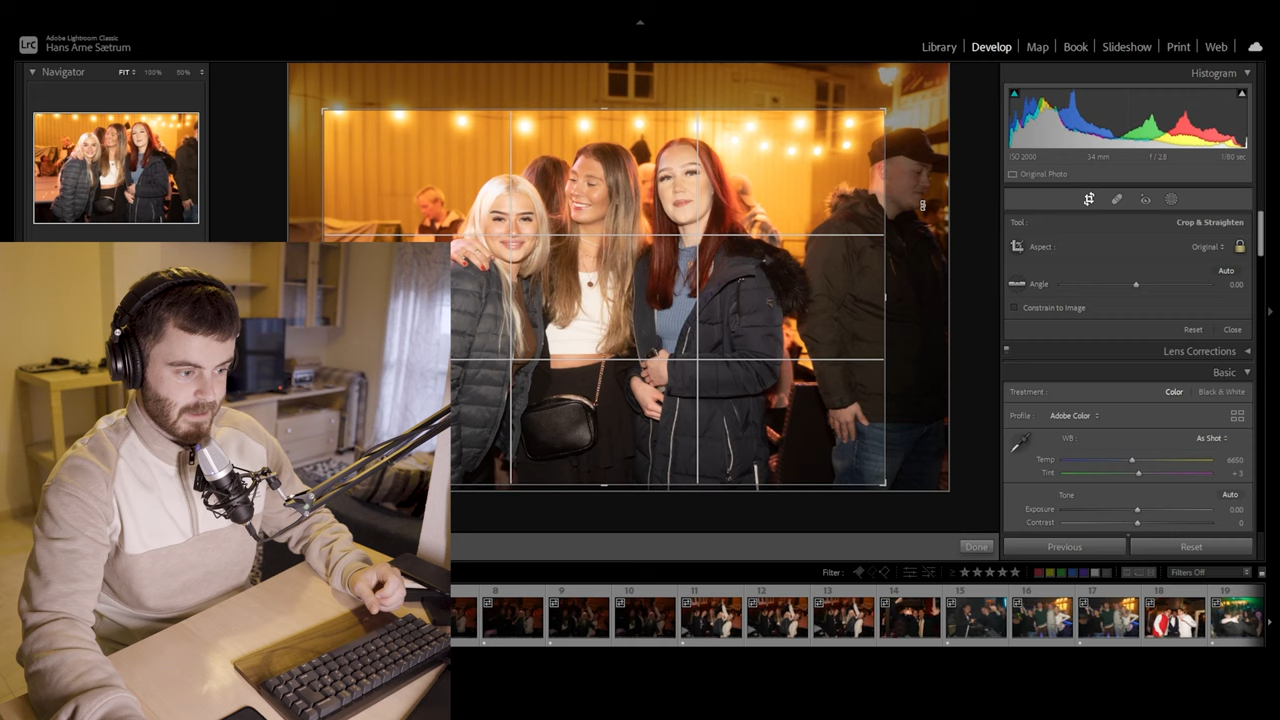 LrC
Adobe Lightroom Classic
Hans Arne Sætrum
Library | Develop | Map | Book | Slideshow | Print | Web
Navigator FIT 100% 50%
Histogram
ISO 2000 34 mm f / 2.8 1/80 sec
Original Photo
Tool : Crop & Straighten
Aspect : Original
Auto
Angle 0.00
Constrain to Image
Reset Close
Lens Corrections
Basic
Treatment : Color Black & White
Profile : Adobe Color
WB : As Shot
Temp 6650
Tint + 3
Tone Auto
Exposure 0.00
Contrast 0
Done Previous Reset
Filter : Filters Off
8 9 10 11 12 13 14 15 16 17 18 19